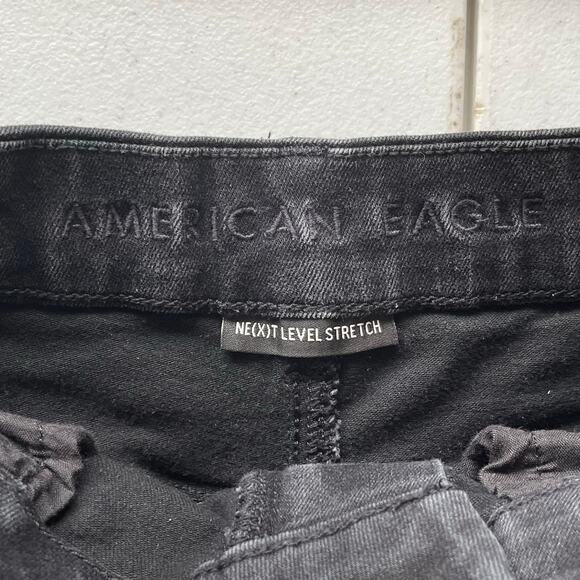 AMERICAN EAGLE
NE(X)T LEVEL STRETCH